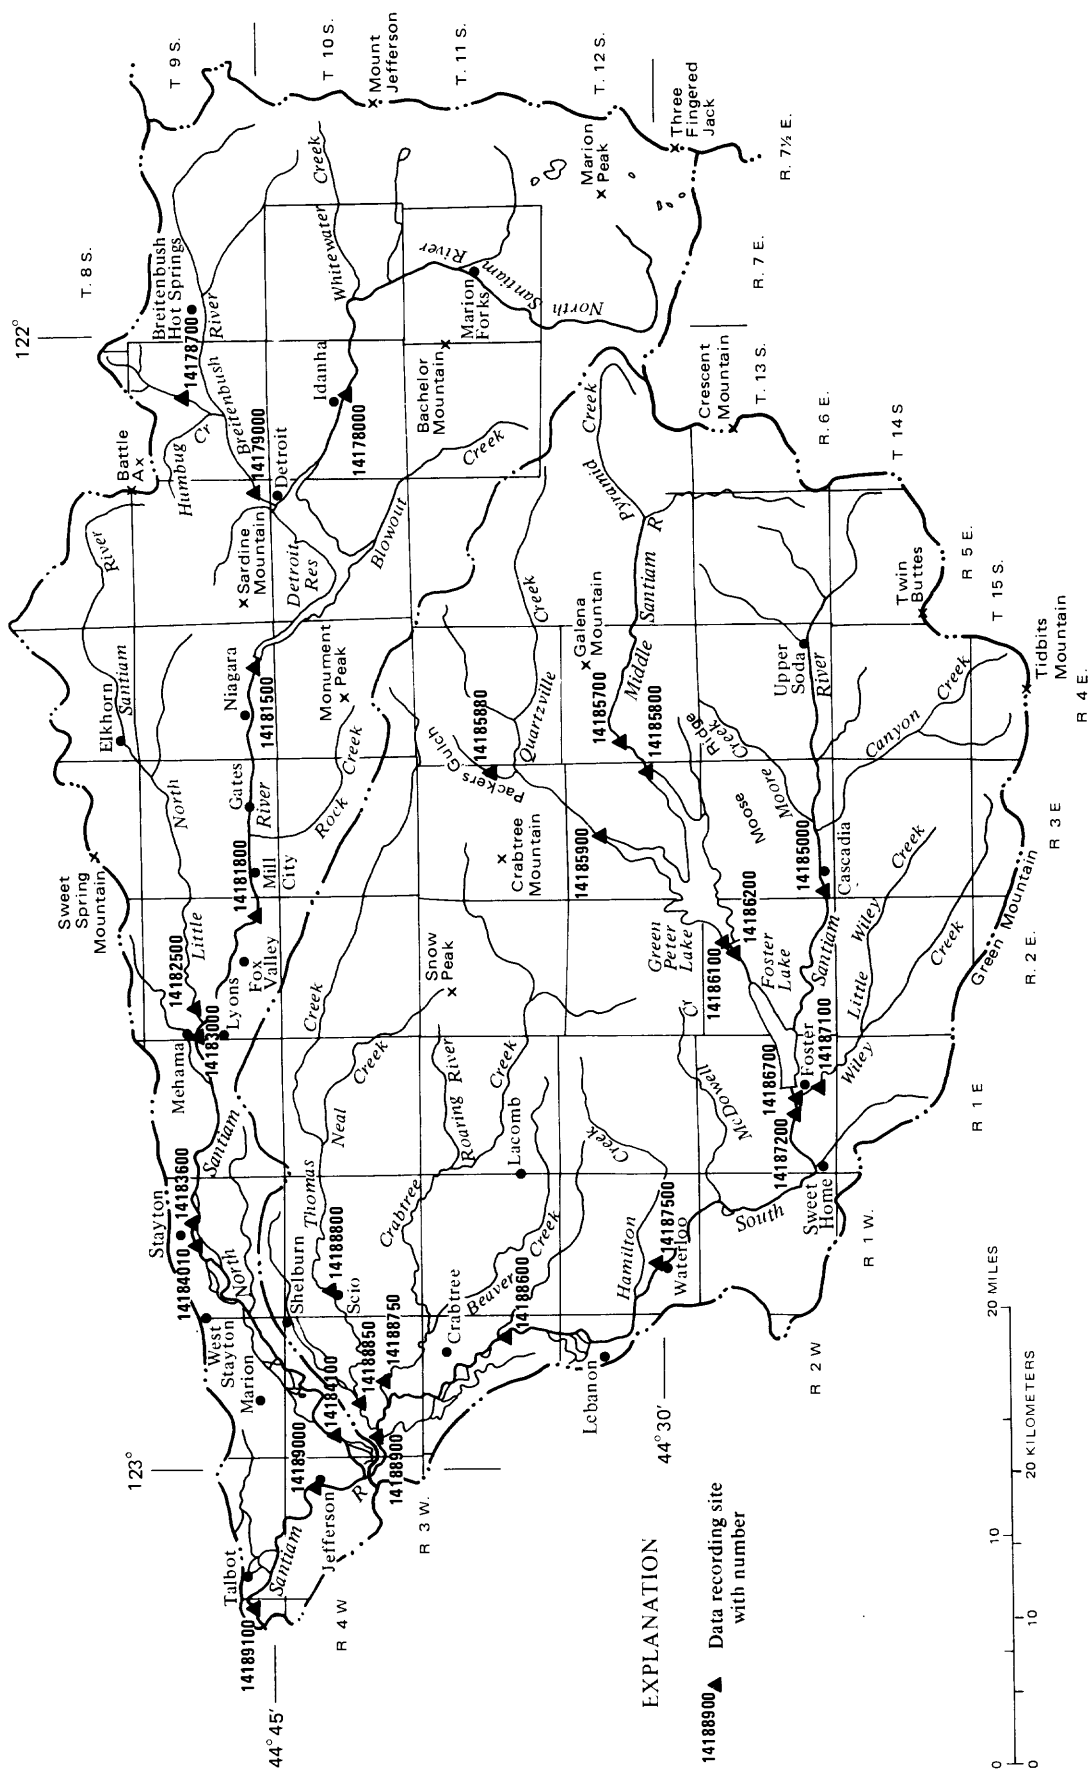 122°
T. 8 S.
T 9 S.
T 10 S.
T. 11 S.
T. 12 S.
Mount
Jefferson
Three
Fingered
Jack
Marion
Peak
R. 7½ E.
R. 7 E.
Breitenbush
Hot Springs
14178700
Breitenbush
River
Whitewater
Creek
North
Santiam
River
Marion
Forks
Idanha
14178000
Bachelor
Mountain
Battle
Ax
Humbug
Cr
14179000
Detroit
Sardine
Mountain
Detroit
Res
Blowout
Creek
Crescent
Mountain
T. 13 S.
R. 6 E.
T 14 S
Pyramid
Creek
Middle
Santiam
R
Galena
Mountain
Quartzville
Creek
Twin
Buttes
R 5 E.
T 15 S.
Tidbits
Mountain
R 4 E.
Upper
Soda
River
Canyon
Creek
Elkhorn
Little
North
Santiam
River
Niagara
14181500
Monument
Peak
Gates
River
Rock
Creek
14185880
Packers Gulch
14185700
14185800
Ridge
Creek
Moose
Moore
14185000
Cascadia
R 3 E
Sweet
Spring
Mountain
14181800
Mill
City
Crabtree
Mountain
14185900
Green
Peter
Lake
14186200
14186100
Foster
Lake
Santiam
Little
Wiley
Creek
Wiley
Creek
Green Mountain
R. 2 E.
14182500
Fox
Valley
Lyons
14183000
Mehama
Snow
Peak
Thomas
Creek
Neal
Creek
Roaring
River
Crabtree
Creek
Lacomb
McDowell
Cr
14186700
Foster
14187100
14187200
R 1 E
Stayton
14183600
Santiam
14184010
North
Shelburn
14188800
Scio
Beaver
Creek
Hamilton
Creek
14187500
Waterloo
South
Sweet
Home
R 1 W.
West
Stayton
Marion
14184100
14188850
14188750
Crabtree
14188600
Lebanon
R 2 W
44° 30'
123°
14189000
14188900
Jefferson
Santiam
R
R 3 W.
Talbot
14189100
R 4 W
44° 45'
EXPLANATION
14188900
Data recording site
with number
0
10
20 MILES
0
10
20 KILOMETERS